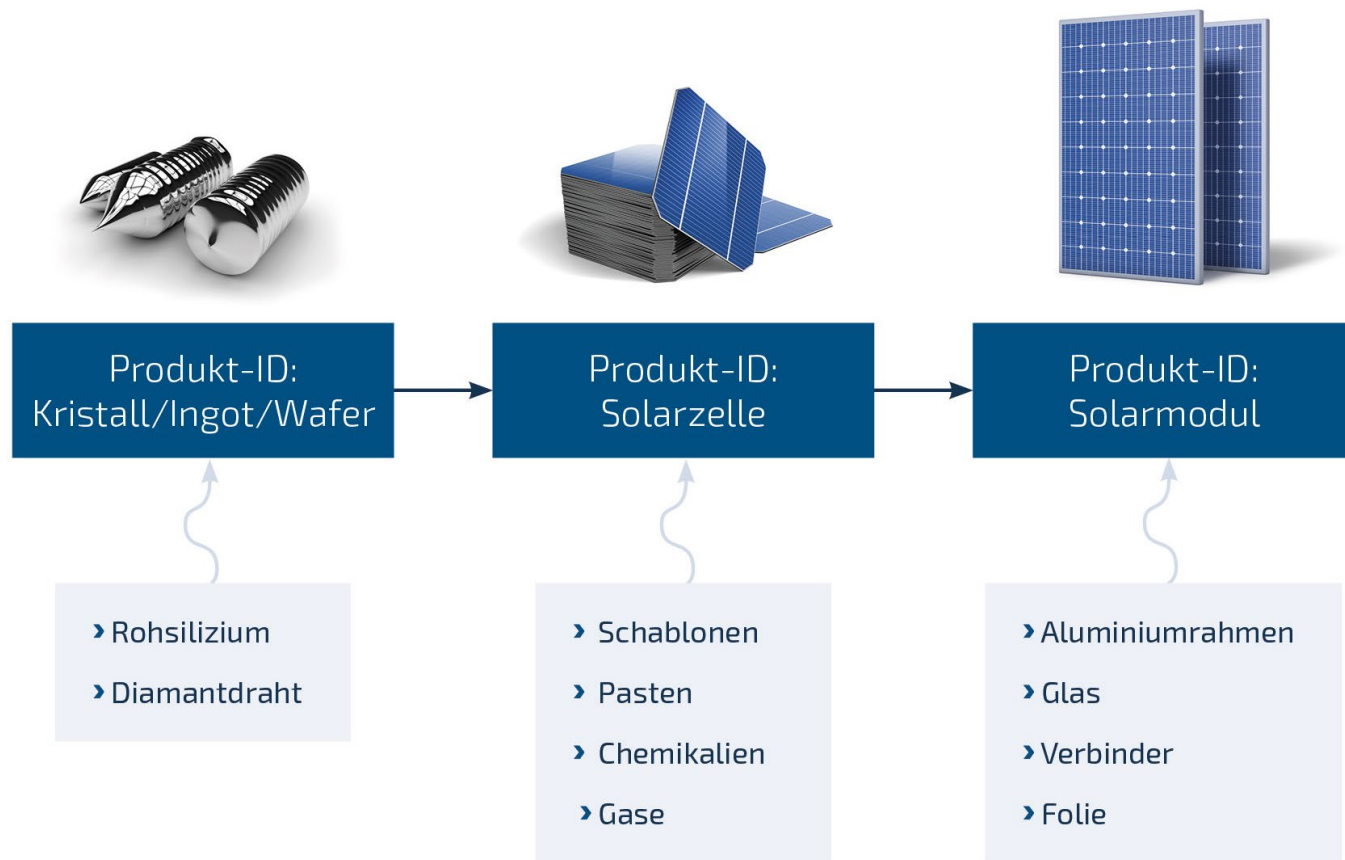 Produkt-ID:
Kristall/Ingot/Wafer
Produkt-ID:
Solarzelle
Produkt-ID:
Solarmodul
› Rohsilizium
› Diamantdraht
› Schablonen
› Pasten
› Chemikalien
› Gase
› Aluminiumrahmen
› Glas
› Verbinder
› Folie